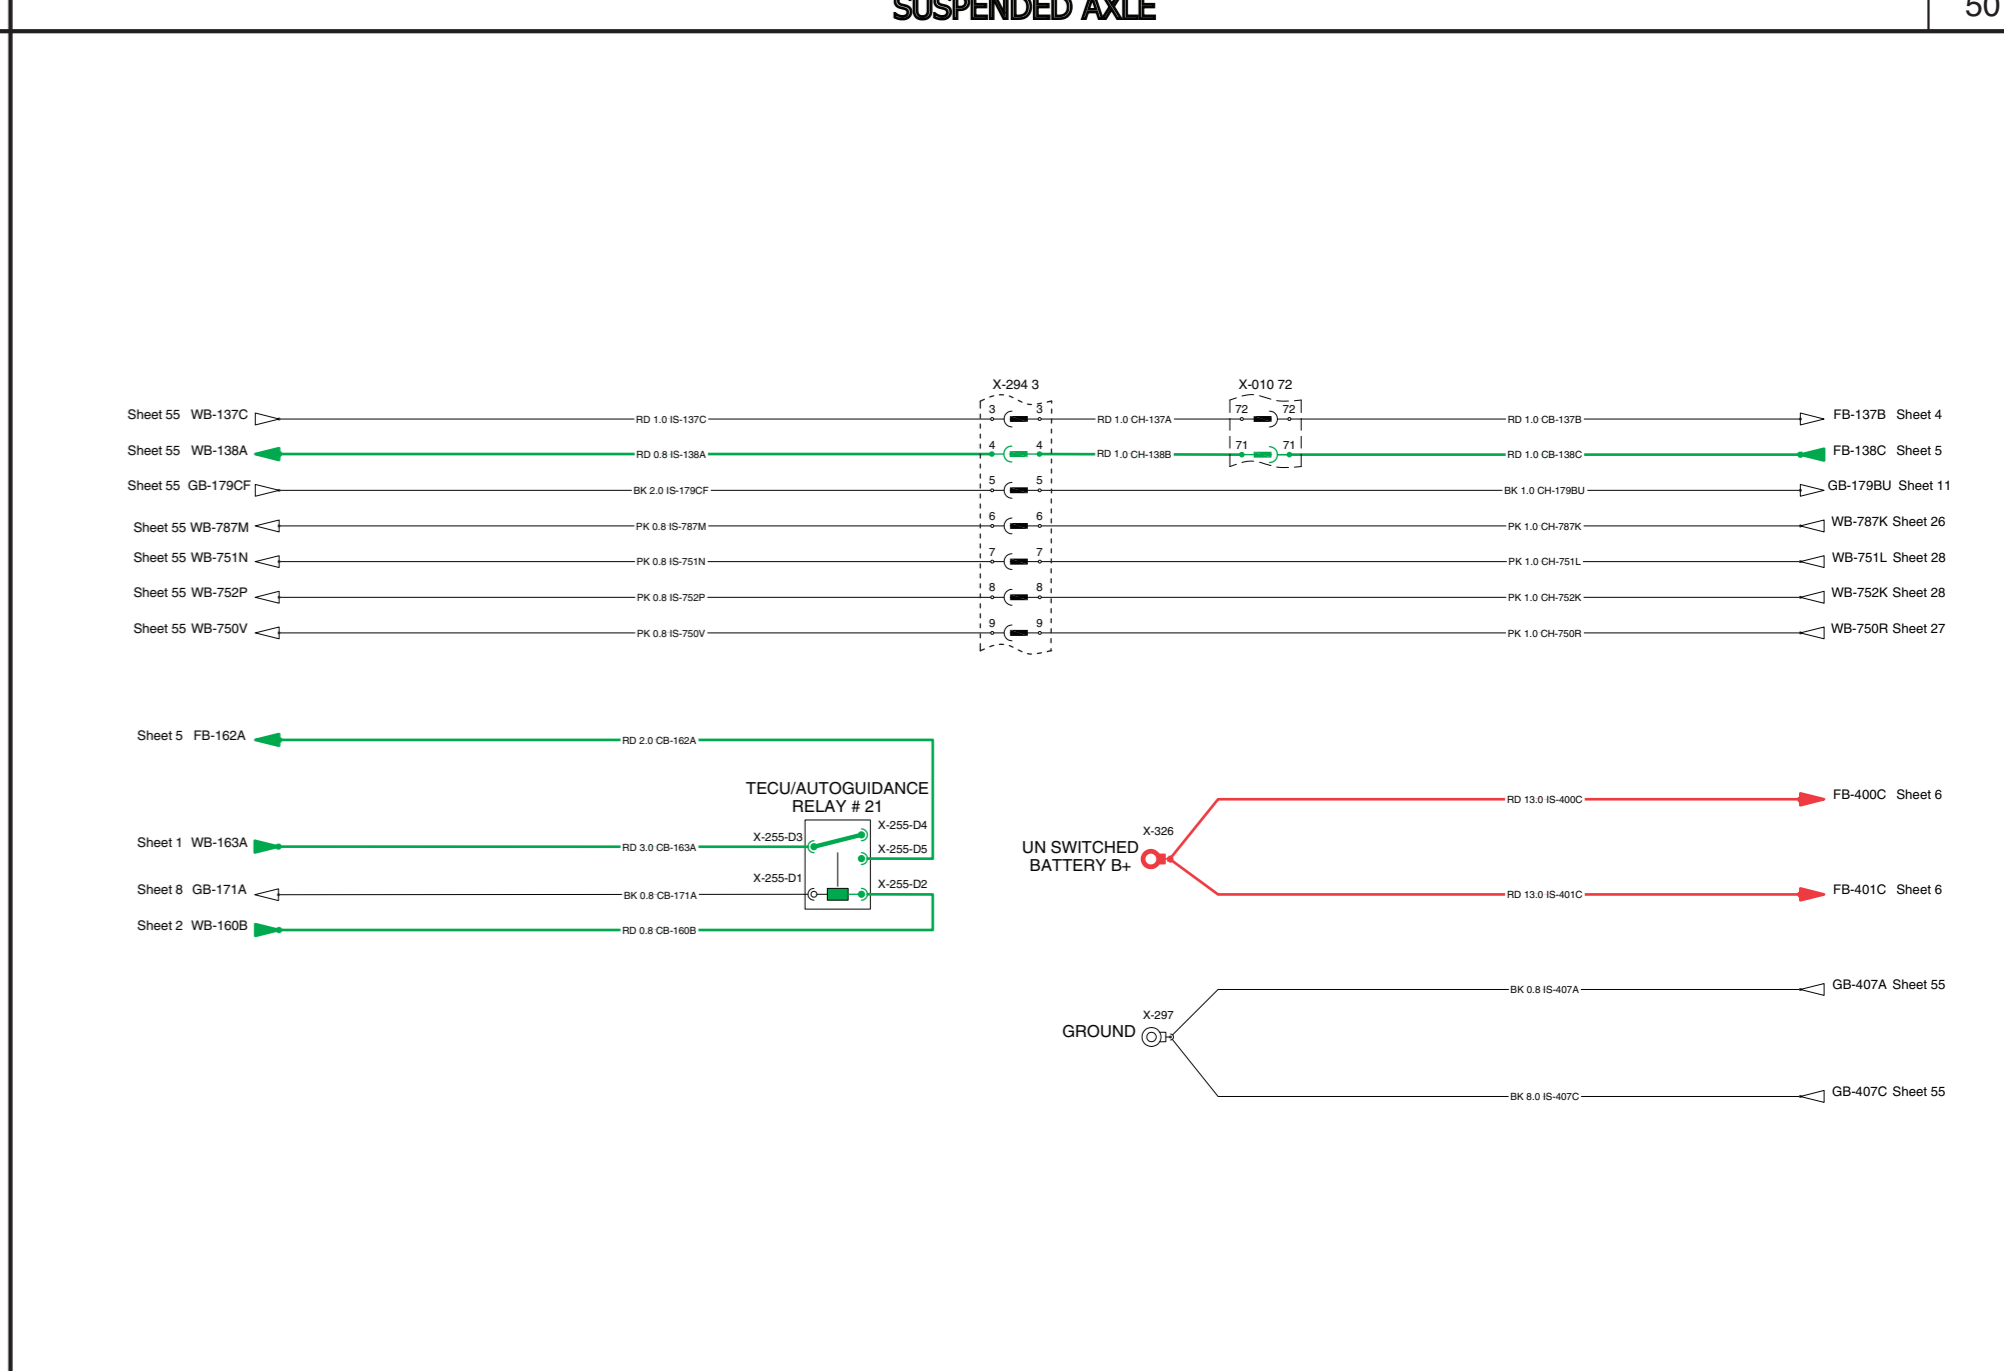 SUSPENDED AXLE
50
X-294 3
X-010 72
Sheet 55 WB-137C RD 1.0 IS-137C 3 3 RD 1.0 CH-137A 72 72 RD 1.0 CB-137B FB-137B Sheet 4
Sheet 55 WB-138A RD 0.8 IS-138A 4 4 RD 1.0 CH-138B 71 71 RD 1.0 CB-138C FB-138C Sheet 5
Sheet 55 GB-179CF BK 2.0 IS-179CF 5 5 BK 1.0 CH-179BU GB-179BU Sheet 11
Sheet 55 WB-787M PK 0.8 IS-787M 6 6 PK 1.0 CH-787K WB-787K Sheet 26
Sheet 55 WB-751N PK 0.8 IS-751N 7 7 PK 1.0 CH-751L WB-751L Sheet 28
Sheet 55 WB-752P PK 0.8 IS-752P 8 8 PK 1.0 CH-752K WB-752K Sheet 28
Sheet 55 WB-750V PK 0.8 IS-750V 9 9 PK 1.0 CH-750R WB-750R Sheet 27
Sheet 5 FB-162A RD 2.0 CB-162A
TECU/AUTOGUIDANCE
RELAY # 21
X-255-D4
X-255-D3
Sheet 1 WB-163A RD 3.0 CB-163A
X-255-D5
X-255-D1
X-255-D2
Sheet 8 GB-171A BK 0.8 CB-171A
Sheet 2 WB-160B RD 0.8 CB-160B
RD 13.0 IS-400C FB-400C Sheet 6
X-326
UN SWITCHED
BATTERY B+
RD 13.0 IS-401C FB-401C Sheet 6
BK 0.8 IS-407A GB-407A Sheet 55
X-297
GROUND
BK 8.0 IS-407C GB-407C Sheet 55